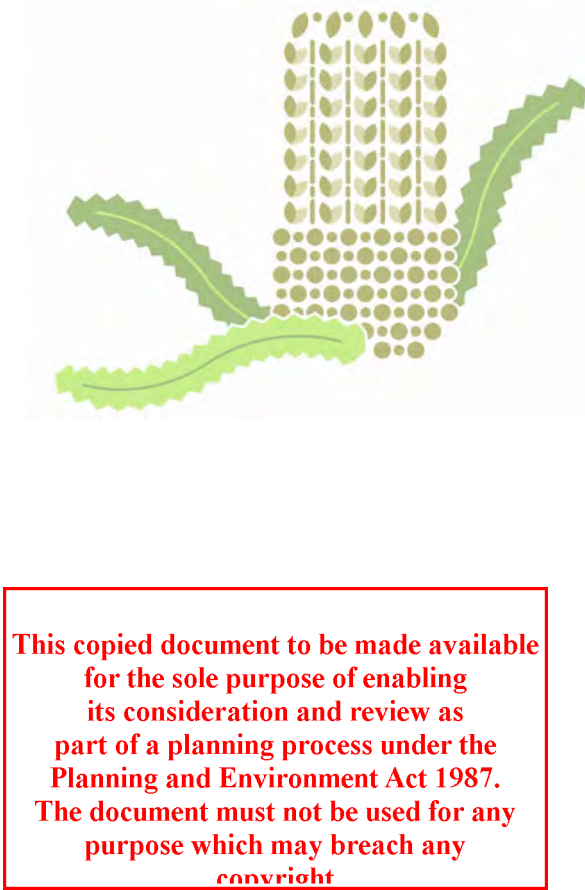 This copied document to be made available
for the sole purpose of enabling
its consideration and review as
part of a planning process under the
Planning and Environment Act 1987.
The document must not be used for any
purpose which may breach any
copyright